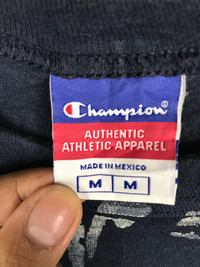 Champion®
AUTHENTIC
ATHLETIC APPAREL
MADE IN MEXICO
M M